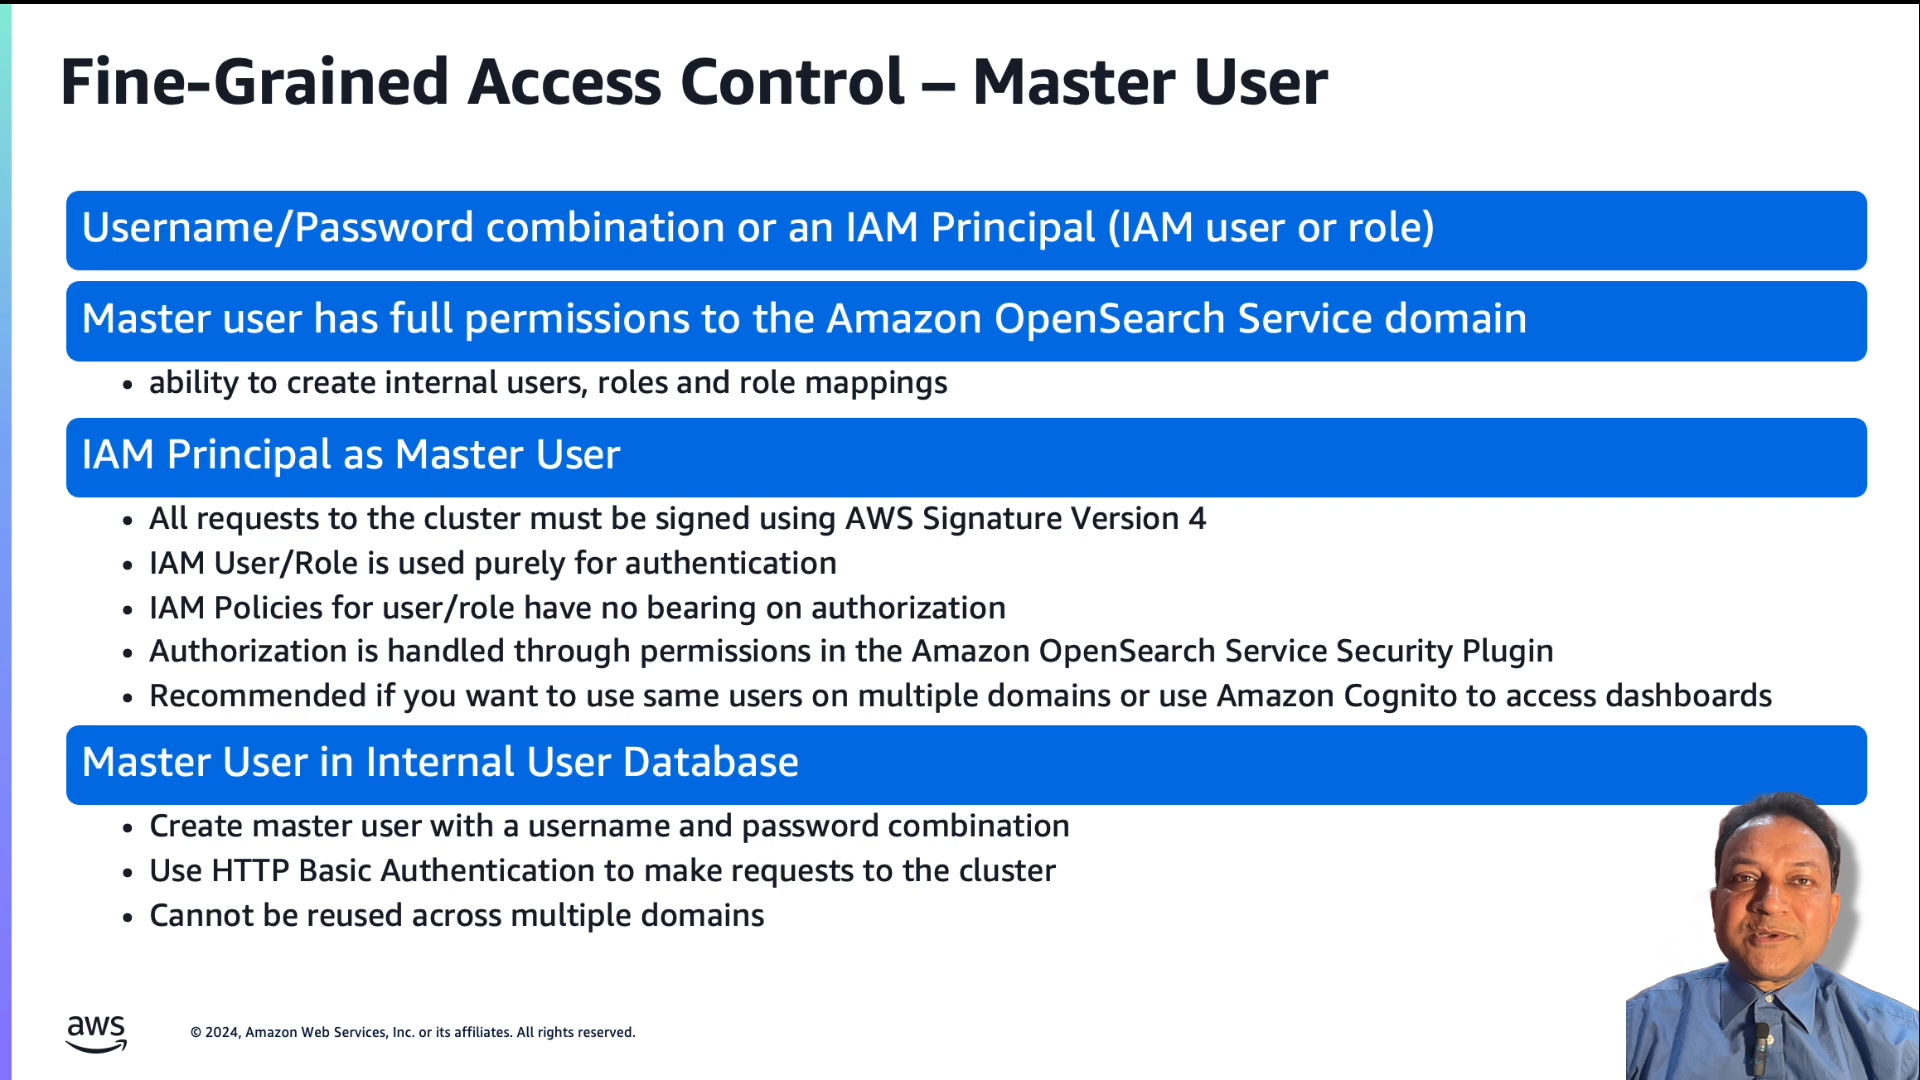 Fine-Grained Access Control – Master User
Username/Password combination or an IAM Principal (IAM user or role)
Master user has full permissions to the Amazon OpenSearch Service domain
• ability to create internal users, roles and role mappings
IAM Principal as Master User
• All requests to the cluster must be signed using AWS Signature Version 4
• IAM User/Role is used purely for authentication
• IAM Policies for user/role have no bearing on authorization
• Authorization is handled through permissions in the Amazon OpenSearch Service Security Plugin
• Recommended if you want to use same users on multiple domains or use Amazon Cognito to access dashboards
Master User in Internal User Database
• Create master user with a username and password combination
• Use HTTP Basic Authentication to make requests to the cluster
• Cannot be reused across multiple domains
aws
© 2024, Amazon Web Services, Inc. or its affiliates. All rights reserved.